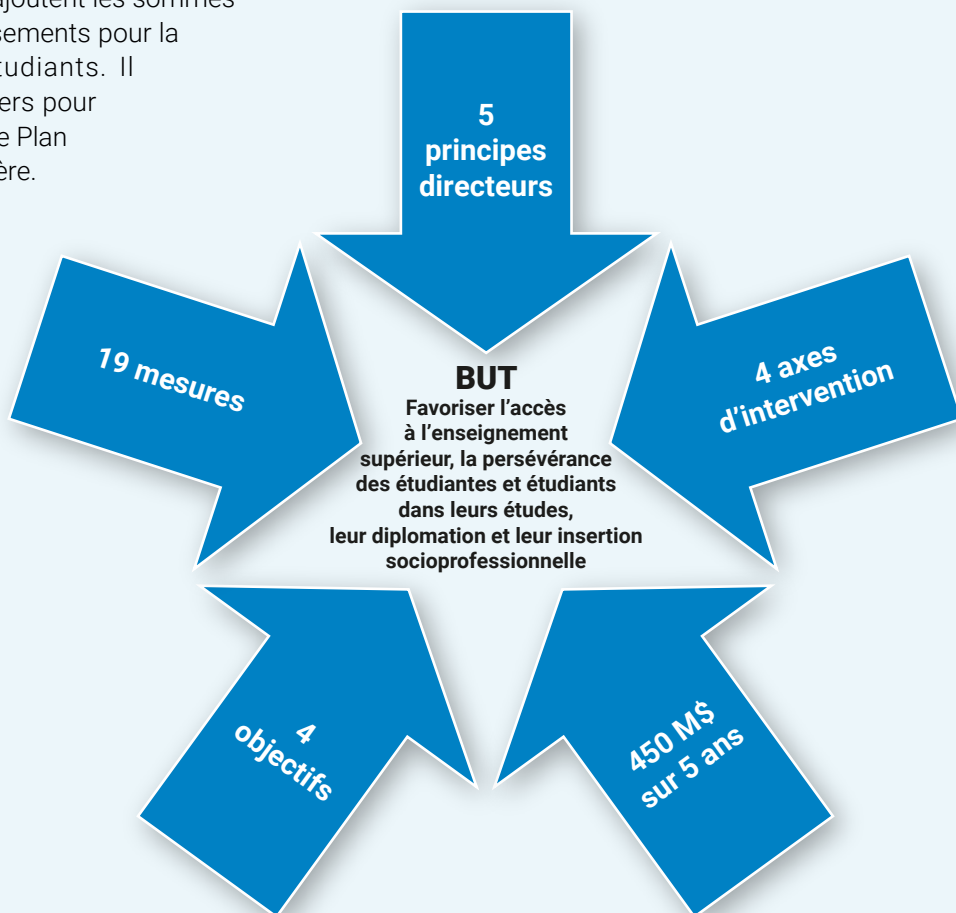 ajoutent les sommes
sements pour la
tudiants. Il
ers pour
e Plan
ère.
5
principes
directeurs
19 mesures
4 axes
d'intervention
BUT
Favoriser l'accès
à l'enseignement
supérieur, la persévérance
des étudiantes et étudiants
dans leurs études,
leur diplomation et leur insertion
socioprofessionnelle
4
objectifs
450 M$
sur 5 ans